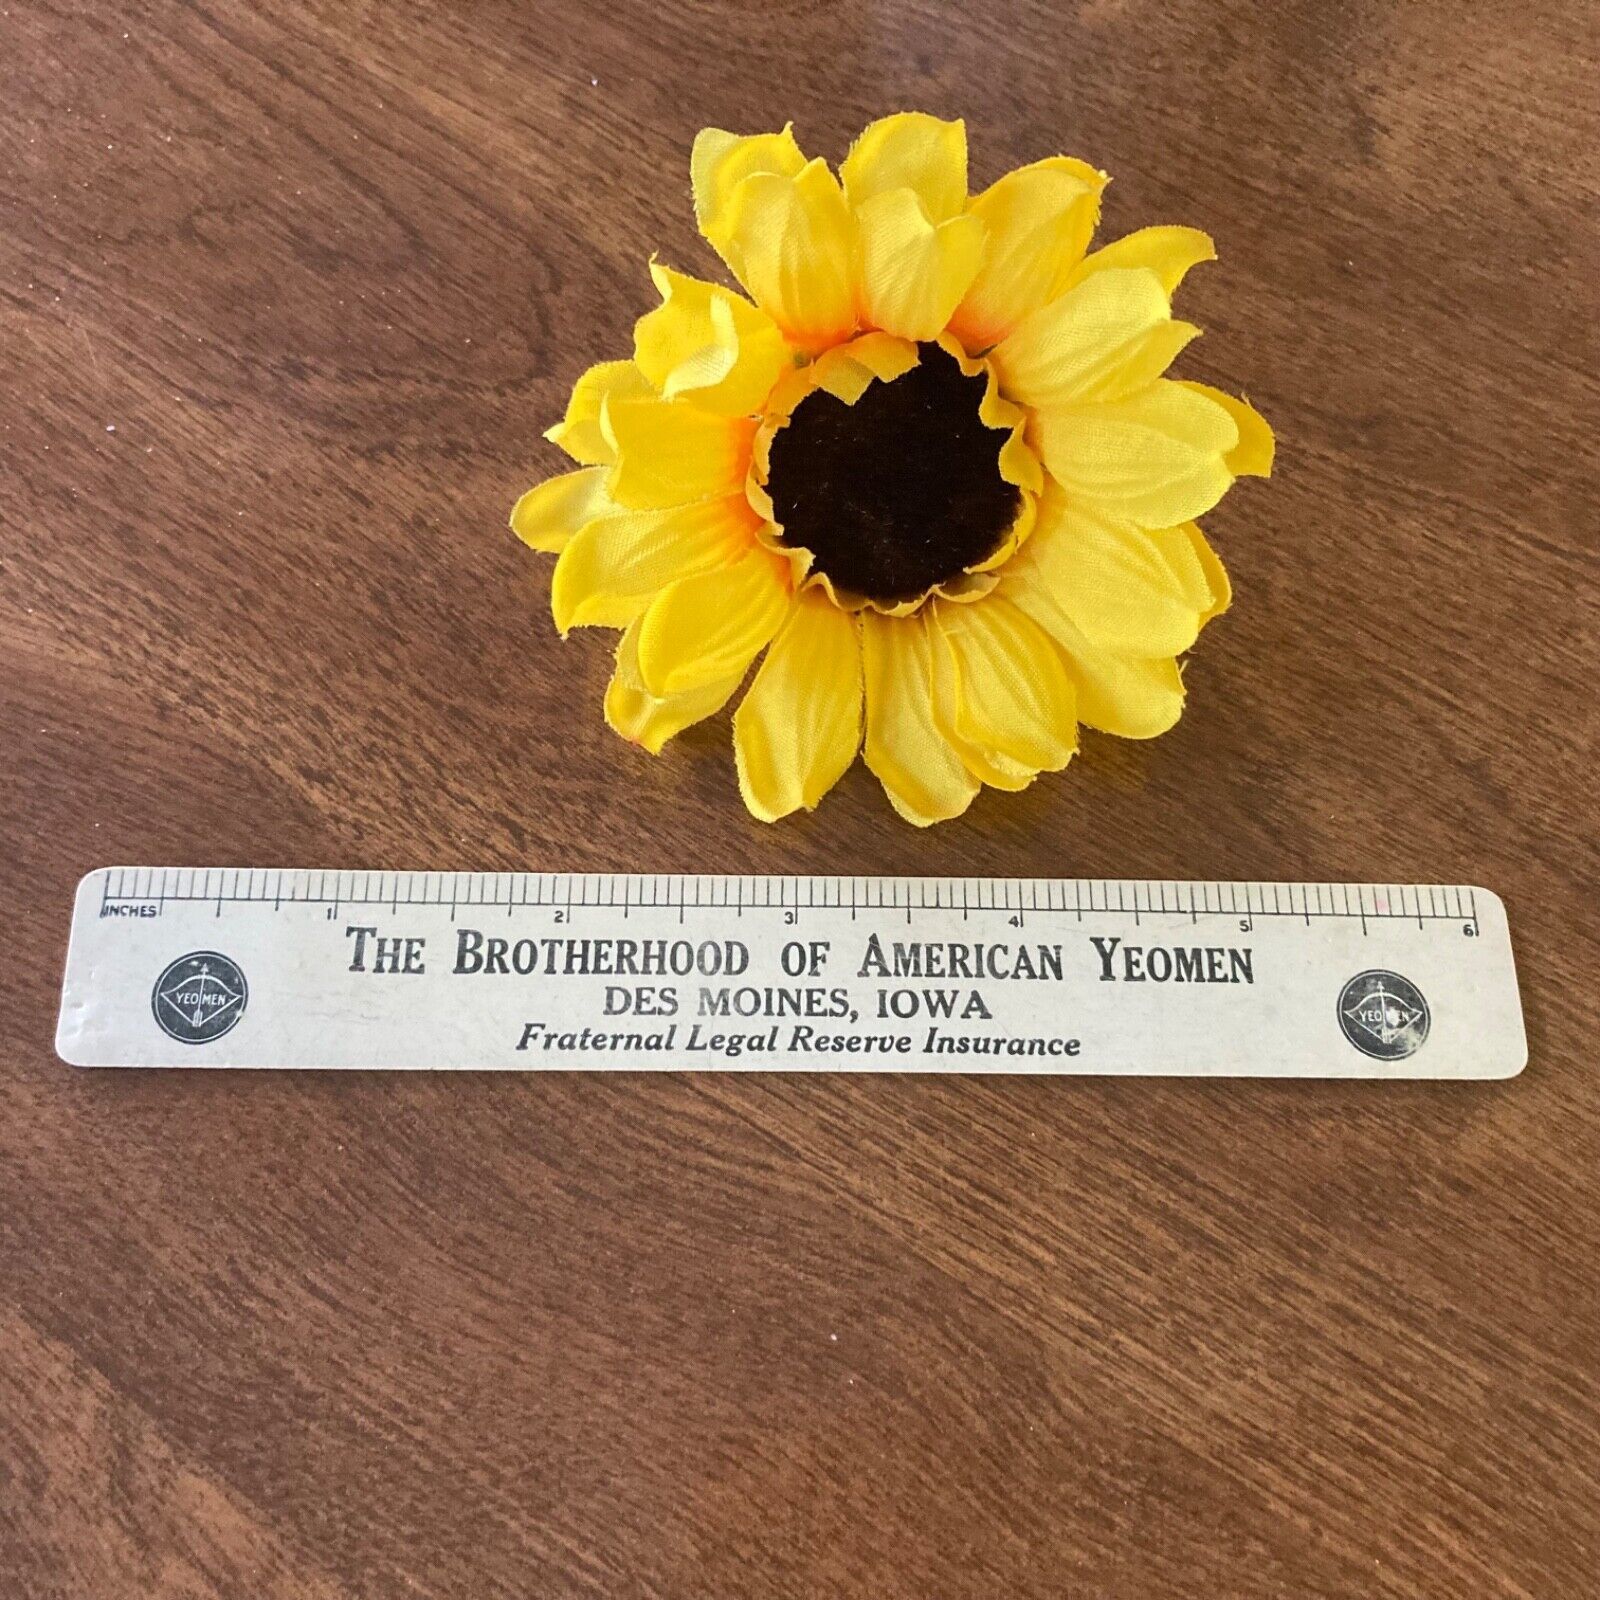 INCHES 1 2 3 4 5 6
THE BROTHERHOOD OF AMERICAN YEOMEN
DES MOINES, IOWA
Fraternal Legal Reserve Insurance
YEOMEN
YEOMEN